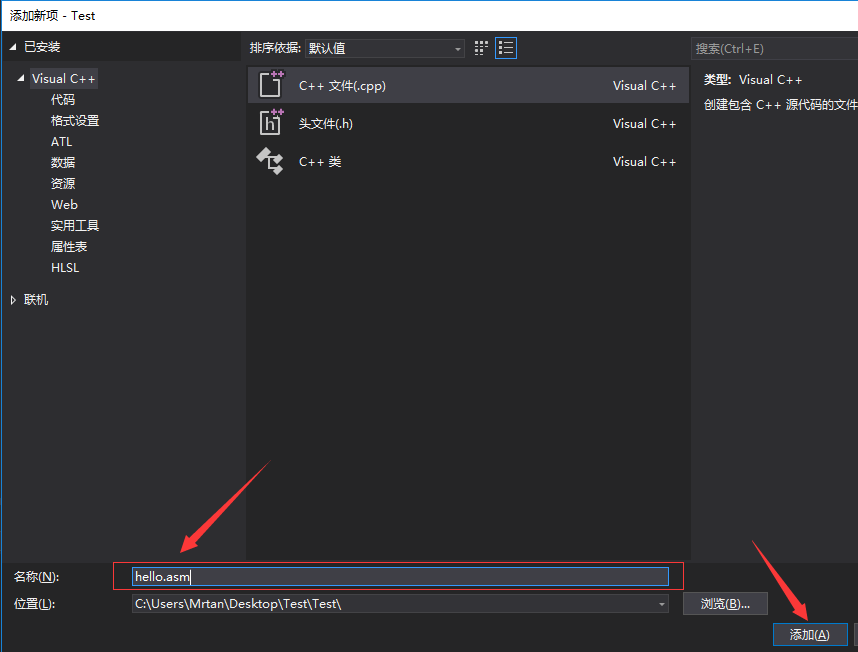 添加新项 - Test
已安装
排序依据: 默认值
搜索(Ctrl+E)
Visual C++
代码
格式设置
ATL
数据
资源
Web
实用工具
属性表
HLSL
联机
C++ 文件(.cpp) Visual C++
头文件(.h) Visual C++
C++ 类 Visual C++
类型: Visual C++
创建包含 C++ 源代码的文件
名称(N): hello.asm
位置(L): C:\Users\Mrtan\Desktop\Test\Test\
浏览(B)...
添加(A)